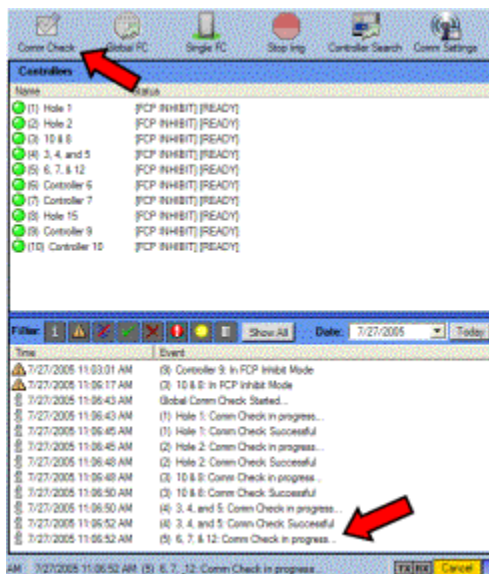 Comm Check Global FC Single FC Stop Irrig Controller Search Comm Settings
Controllers
Name Status
(1) Hole 1 [FCP INHIBIT] [READY]
(2) Hole 2 [FCP INHIBIT] [READY]
(3) 10 & 8 [FCP INHIBIT] [READY]
(4) 3, 4, and 5 [FCP INHIBIT] [READY]
(5) 6, 7, & 12 [FCP INHIBIT] [READY]
(6) Controller 6 [FCP INHIBIT] [READY]
(7) Controller 7 [FCP INHIBIT] [READY]
(8) Hole 15 [FCP INHIBIT] [READY]
(9) Controller 9 [FCP INHIBIT] [READY]
(10) Controller 10 [FCP INHIBIT] [READY]
Filter: Show All Date: 7/27/2005 Today
Time Event
7/27/2005 11:03:01 AM (9) Controller 9: In FCP Inhibit Mode
7/27/2005 11:06:17 AM (3) 10 & 8: In FCP Inhibit Mode
7/27/2005 11:06:43 AM Global Comm Check Started...
7/27/2005 11:06:43 AM (1) Hole 1: Comm Check in progress...
7/27/2005 11:06:45 AM (1) Hole 1: Comm Check Successful
7/27/2005 11:06:45 AM (2) Hole 2: Comm Check in progress...
7/27/2005 11:06:48 AM (2) Hole 2: Comm Check Successful
7/27/2005 11:06:48 AM (3) 10 & 8: Comm Check in progress...
7/27/2005 11:06:50 AM (3) 10 & 8: Comm Check Successful
7/27/2005 11:06:50 AM (4) 3, 4, and 5: Comm Check in progress...
7/27/2005 11:06:52 AM (4) 3, 4, and 5: Comm Check Successful
7/27/2005 11:06:52 AM (5) 6, 7, & 12: Comm Check in progress...
AM 7/27/2005 11:06:52 AM (5) 6, 7, _12: Comm Check in progress... TX RX Cancel